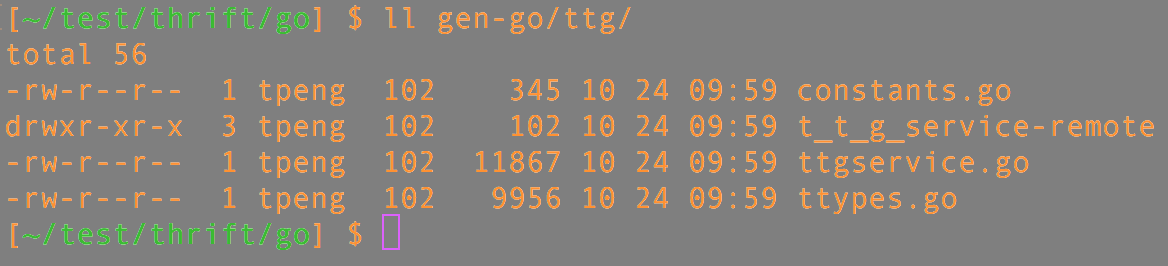 [~/test/thrift/go] $ ll gen-go/ttg/
total 56
-rw-r--r--  1 tpeng  102    345 10 24 09:59 constants.go
drwxr-xr-x  3 tpeng  102    102 10 24 09:59 t_t_g_service-remote
-rw-r--r--  1 tpeng  102  11867 10 24 09:59 ttgservice.go
-rw-r--r--  1 tpeng  102   9956 10 24 09:59 ttypes.go
[~/test/thrift/go] $